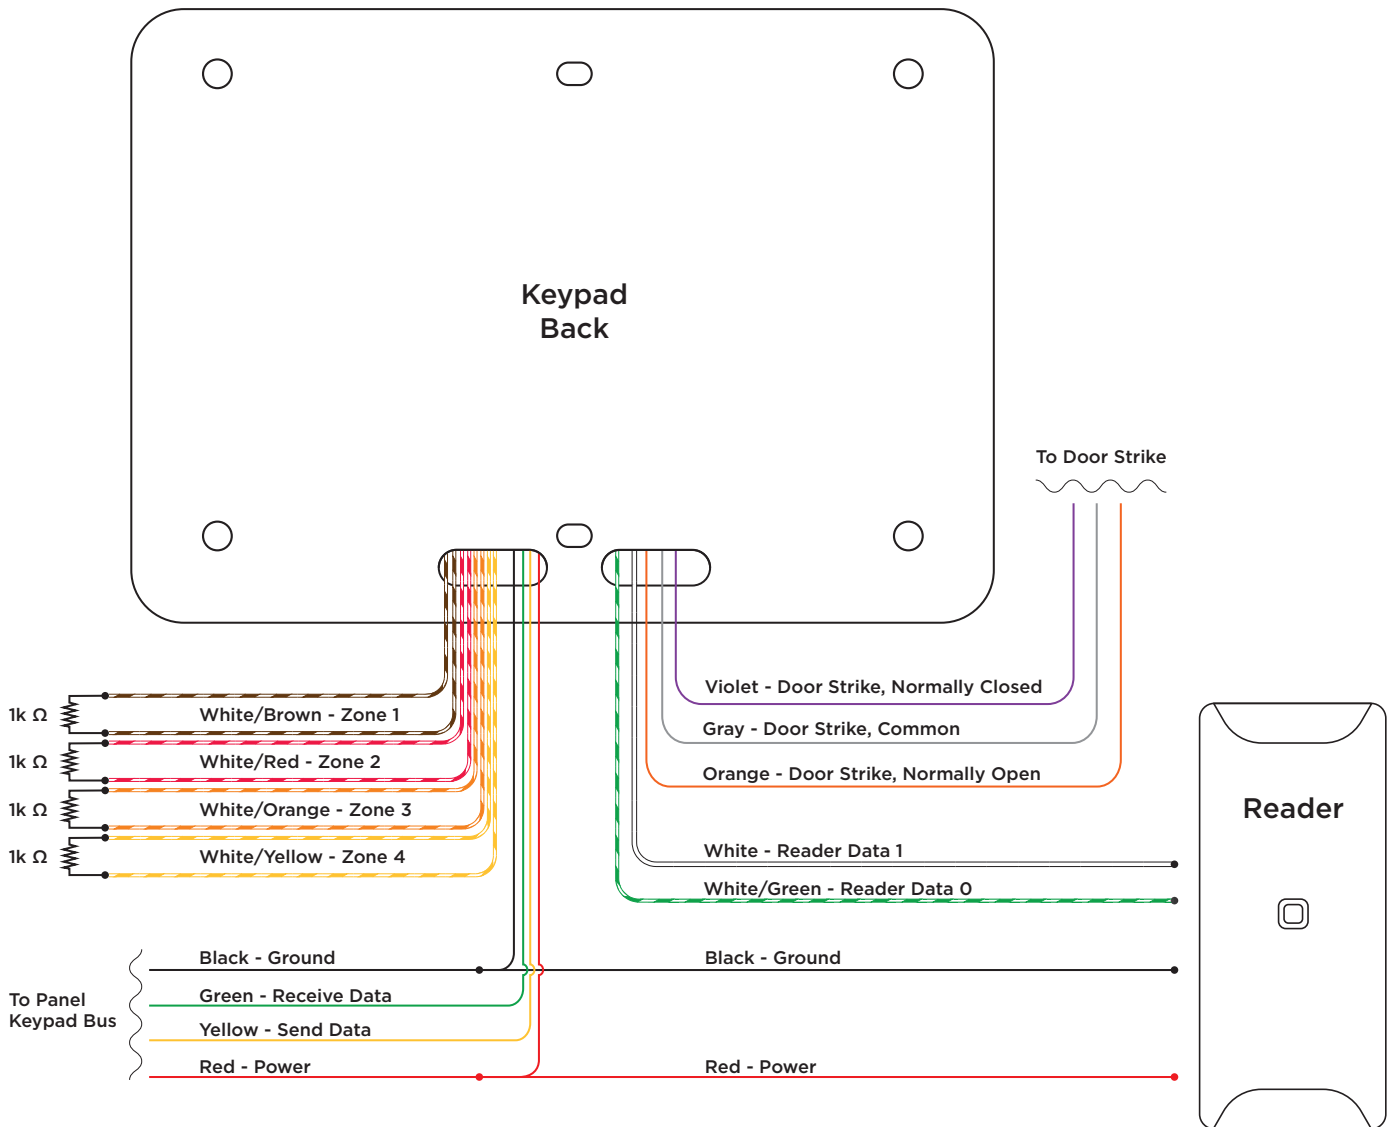 Keypad
Back
To Door Strike
Violet - Door Strike, Normally Closed
Gray - Door Strike, Common
Orange - Door Strike, Normally Open
1k Ω
White/Brown - Zone 1
1k Ω
White/Red - Zone 2
1k Ω
White/Orange - Zone 3
1k Ω
White/Yellow - Zone 4
White - Reader Data 1
White/Green - Reader Data 0
Reader
To Panel
Keypad Bus
Black - Ground
Green - Receive Data
Yellow - Send Data
Red - Power
Black - Ground
Red - Power